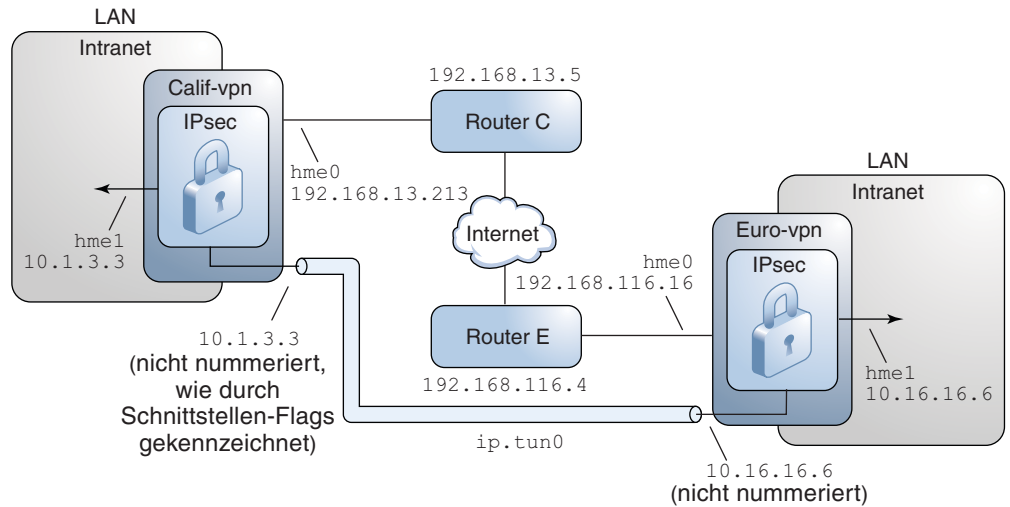 LAN
Intranet
Calif-vpn
IPsec
hme1
10.1.3.3
hme0
192.168.13.213
192.168.13.5
Router C
Internet
Router E
192.168.116.4
hme0
192.168.116.16
LAN
Intranet
Euro-vpn
IPsec
hme1
10.16.16.6
10.1.3.3
(nicht nummeriert,
wie durch
Schnittstellen-Flags
gekennzeichnet)
ip.tun0
10.16.16.6
(nicht nummeriert)